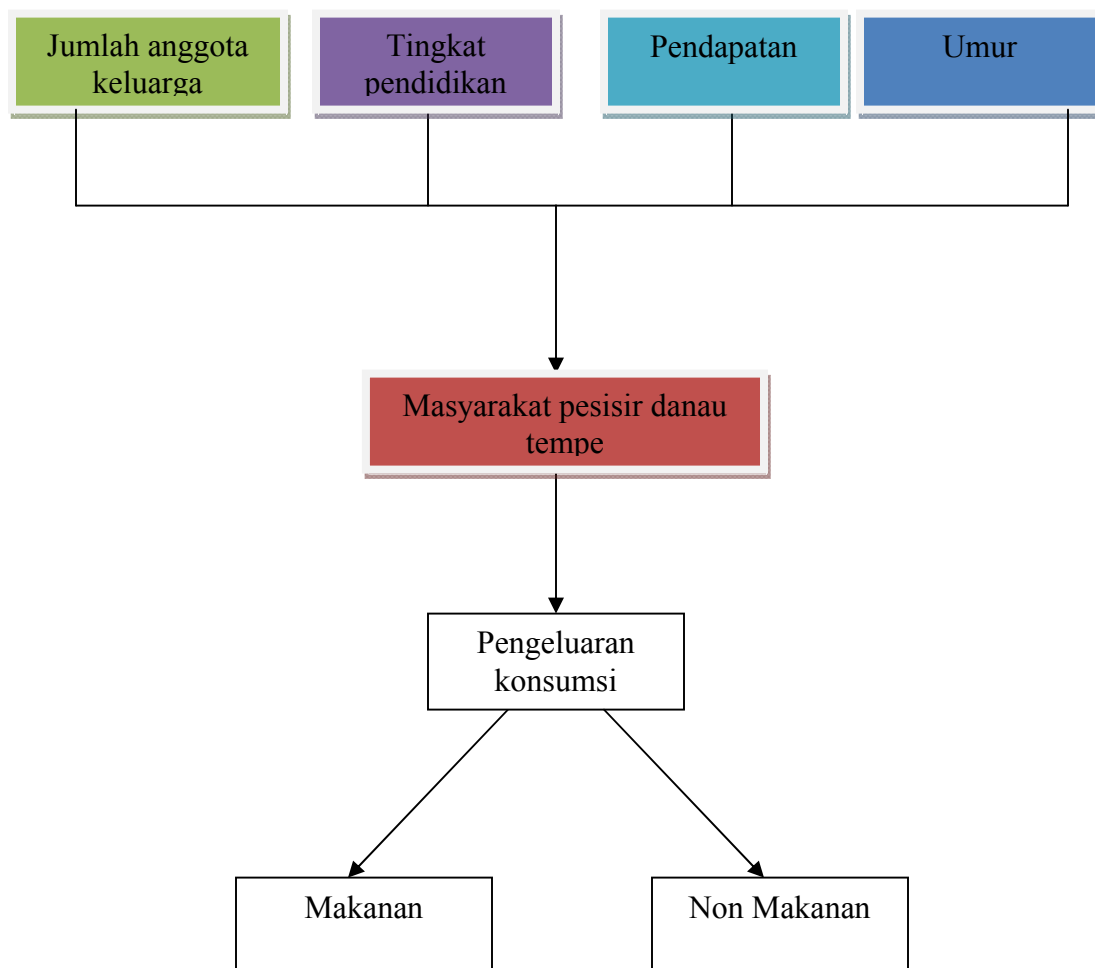 Jumlah anggota
keluarga
Tingkat
pendidikan
Pendapatan
Umur
Masyarakat pesisir danau
tempe
Pengeluaran
konsumsi
Makanan
Non Makanan